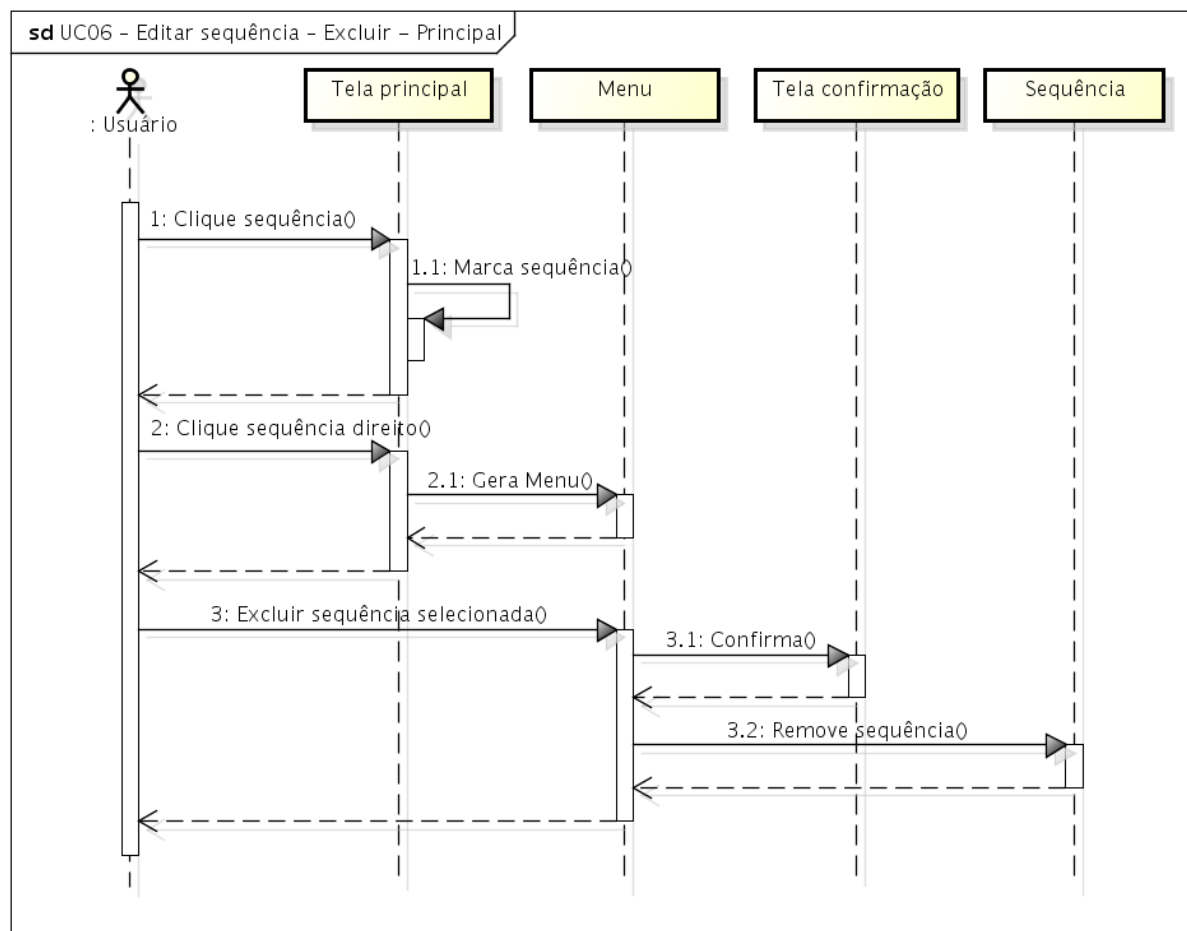 sd UC06 – Editar sequência – Excluir – Principal
: Usuário
Tela principal
Menu
Tela confirmação
Sequência
1: Clique sequência()
1.1: Marca sequência()
2: Clique sequência direito()
2.1: Gera Menu()
3: Excluir sequência selecionada()
3.1: Confirma()
3.2: Remove sequência()